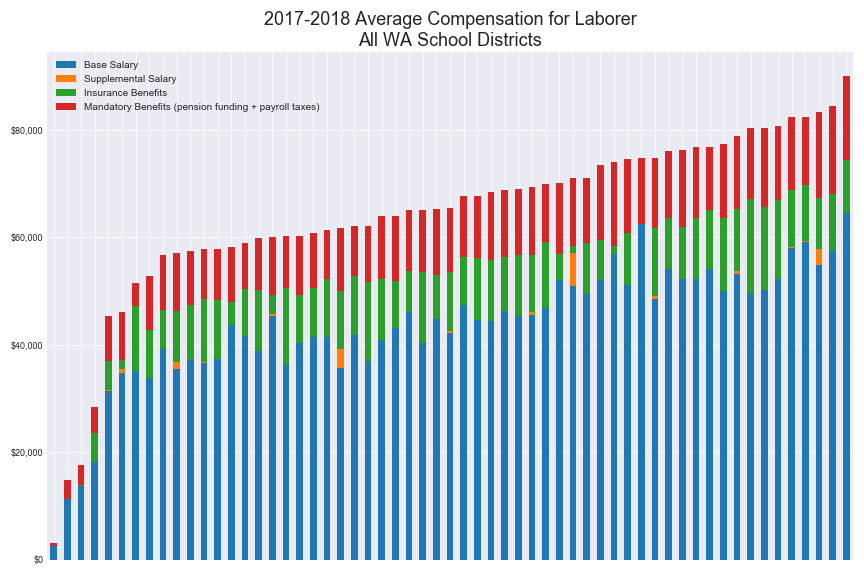 2017-2018 Average Compensation for Laborer
All WA School Districts
Base Salary
Supplemental Salary
Insurance Benefits
Mandatory Benefits (pension funding + payroll taxes)
$80,000
$60,000
$40,000
$20,000
$0